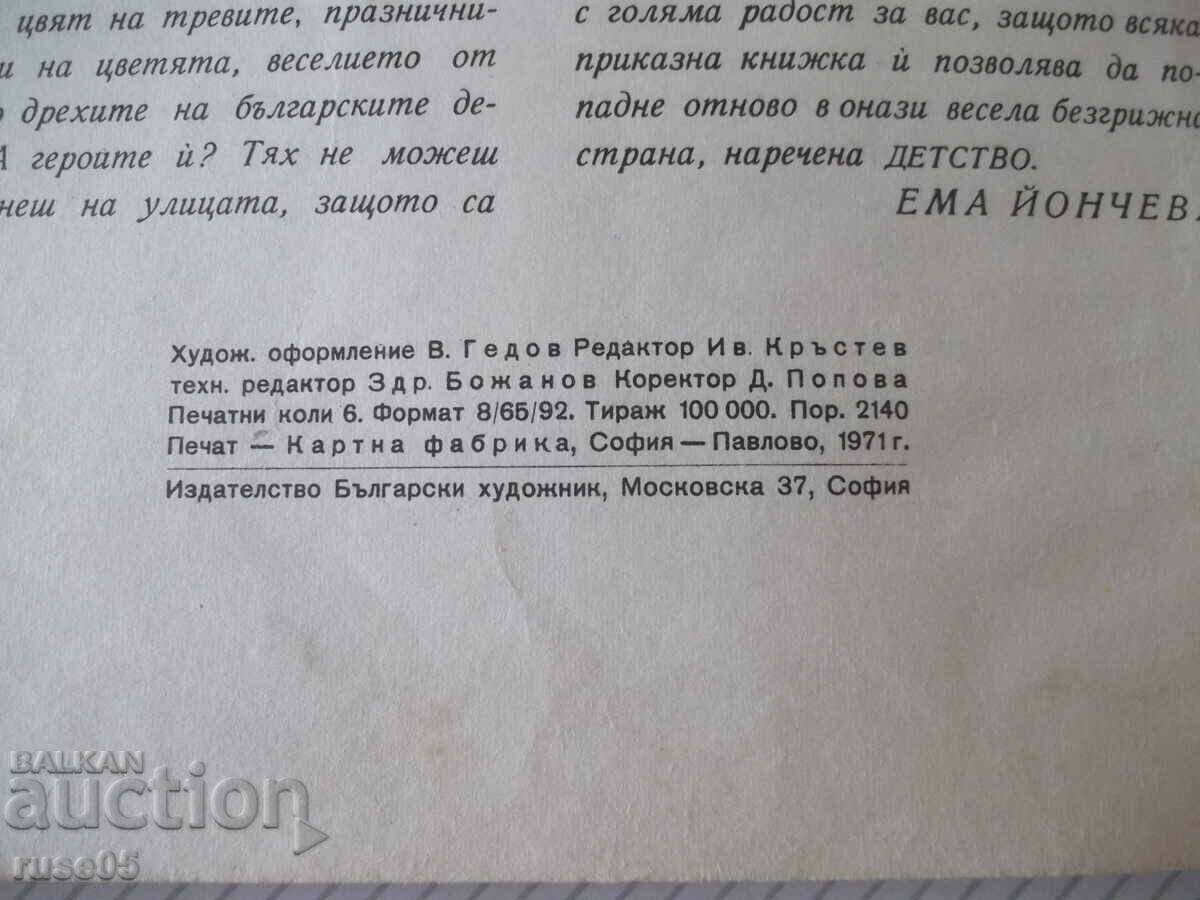 цвят на тревите, празнични-
и на цветята, веселието от
дрехите на българските де-
А героите ѝ? Тях не можеш
неш на улицата, защото са
с голяма радост за вас, защото всяка
приказна книжка ѝ позволява да по-
падне отново в онази весела безгрижна
страна, наречена ДЕТСТВО.
ЕМА ЙОНЧЕВА
Худож. оформление В. Гедов Редактор Ив. Кръстев
техн. редактор Здр. Божанов Коректор Д. Попова
Печатни коли 6. Формат 8/65/92. Тираж 100 000. Пор. 2140
Печат — Картна фабрика, София — Павлово, 1971 г.
Издателство Български художник, Московска 37, София
BALKAN
auction
ruse05